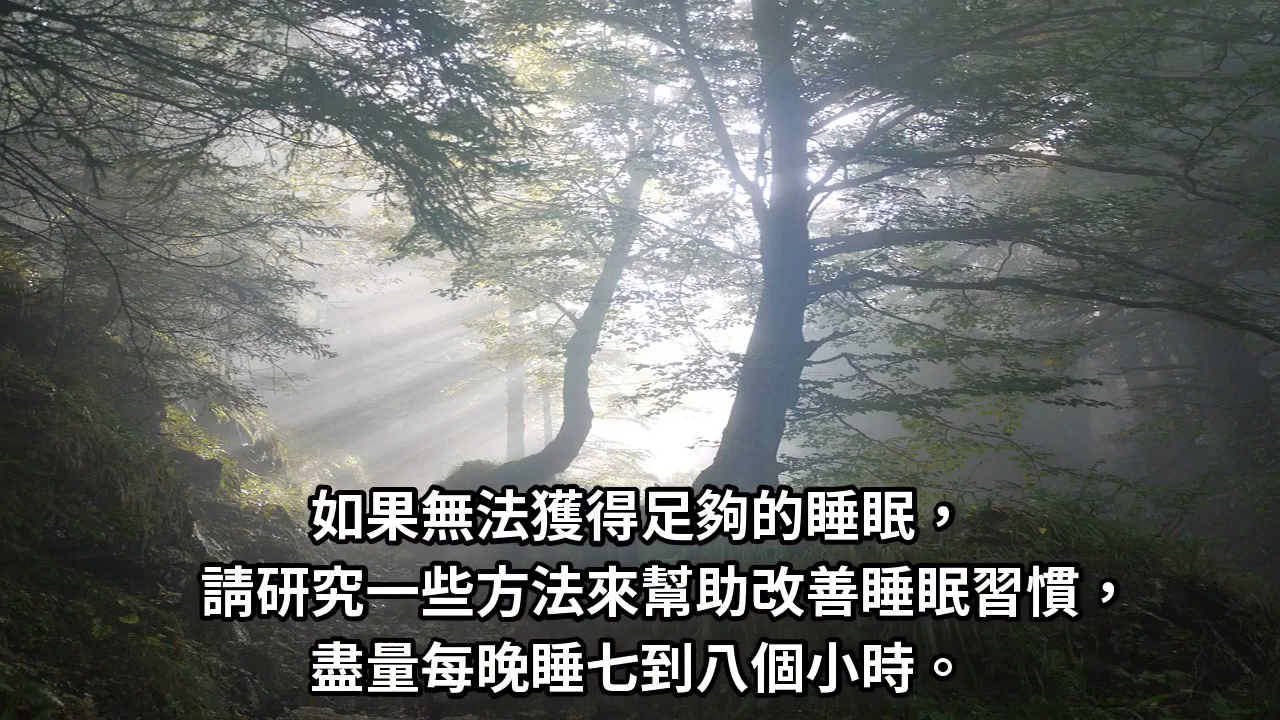 如果無法獲得足夠的睡眠，
請研究一些方法來幫助改善睡眠習慣，
盡量每晚睡七到八個小時。